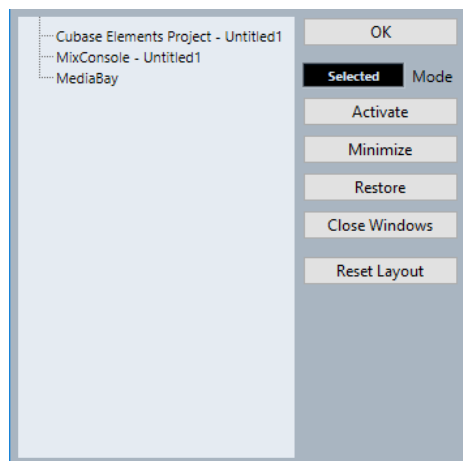 Cubase Elements Project - Untitled1
MixConsole - Untitled1
MediaBay
OK
Selected Mode
Activate
Minimize
Restore
Close Windows
Reset Layout